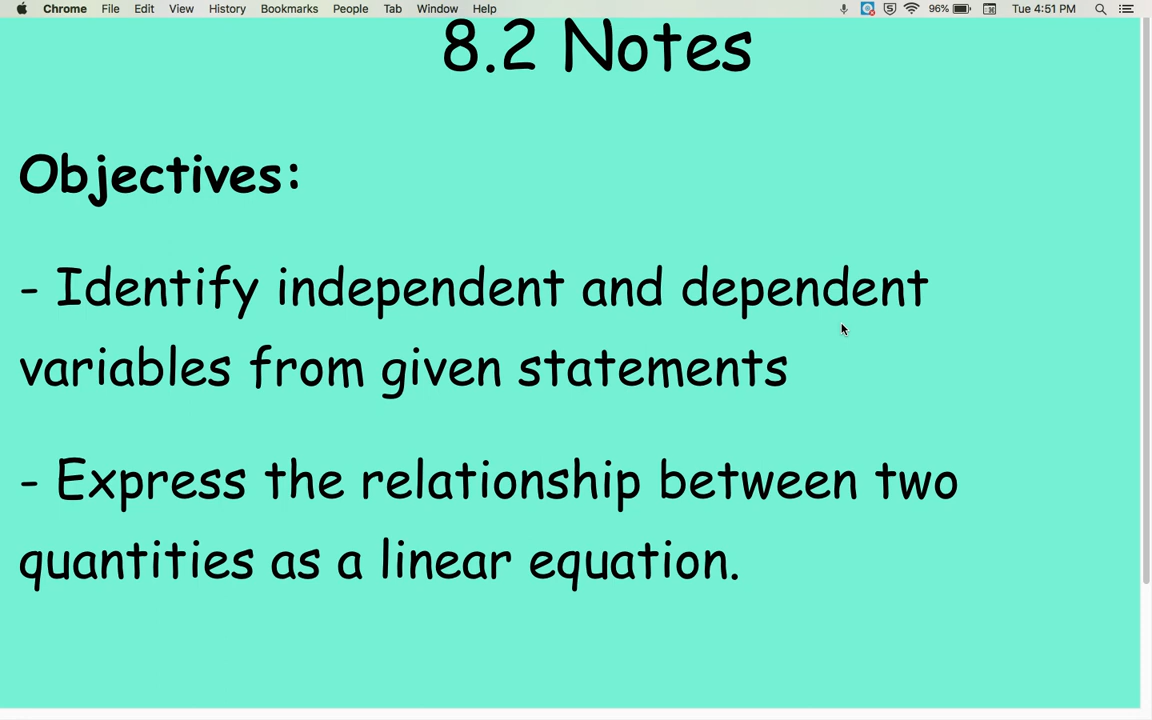 Chrome File Edit View History Bookmarks People Tab Window Help 96% Tue 4:51 PM
8.2 Notes
Objectives:
- Identify independent and dependent
variables from given statements
- Express the relationship between two
quantities as a linear equation.